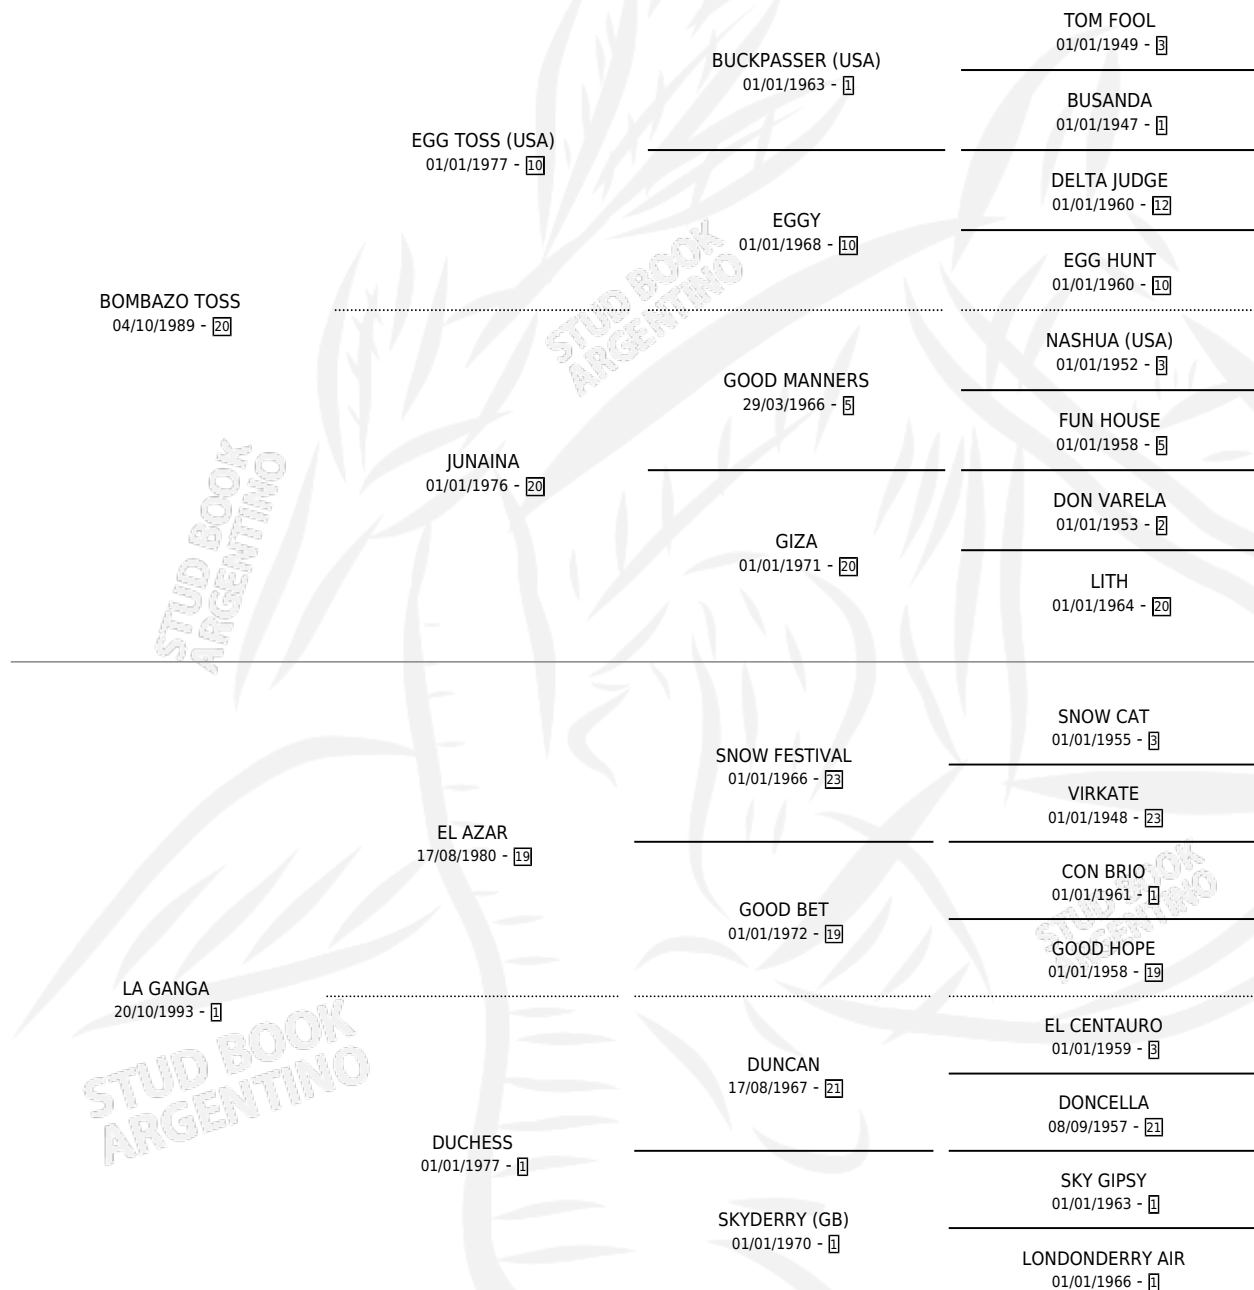 TOM FOOL
01/01/1949 - 3
BUCKPASSER (USA)
01/01/1963 - 1
BUSANDA
01/01/1947 - 1
EGG TOSS (USA)
01/01/1977 - 10
DELTA JUDGE
01/01/1960 - 12
EGGY
01/01/1968 - 10
EGG HUNT
01/01/1960 - 10
BOMBAZO TOSS
04/10/1989 - 20
STUD BOOK
ARGENTINO
NASHUA (USA)
01/01/1952 - 3
GOOD MANNERS
29/03/1966 - 5
FUN HOUSE
01/01/1958 - 5
JUNAINA
01/01/1976 - 20
DON VARELA
01/01/1953 - 2
GIZA
01/01/1971 - 20
LITH
01/01/1964 - 20
STUD BOOK
ARGENTINO
SNOW CAT
01/01/1955 - 3
SNOW FESTIVAL
01/01/1966 - 23
VIRKATE
01/01/1948 - 23
EL AZAR
17/08/1980 - 19
CON BRIO
01/01/1961 - 1
GOOD BET
01/01/1972 - 19
GOOD HOPE
01/01/1958 - 19
STUD BOOK
ARGENTINO
LA GANGA
20/10/1993 - 1
EL CENTAURO
01/01/1959 - 3
DUNCAN
17/08/1967 - 21
DONCELLA
08/09/1957 - 21
STUD BOOK
ARGENTINO
DUCHESS
01/01/1977 - 1
SKY GIPSY
01/01/1963 - 1
SKYDERRY (GB)
01/01/1970 - 1
LONDONDERRY AIR
01/01/1966 - 1